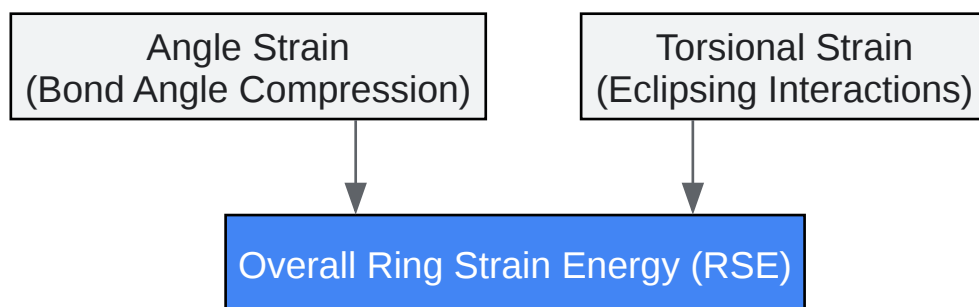 Angle Strain
(Bond Angle Compression)
Torsional Strain
(Eclipsing Interactions)
Overall Ring Strain Energy (RSE)